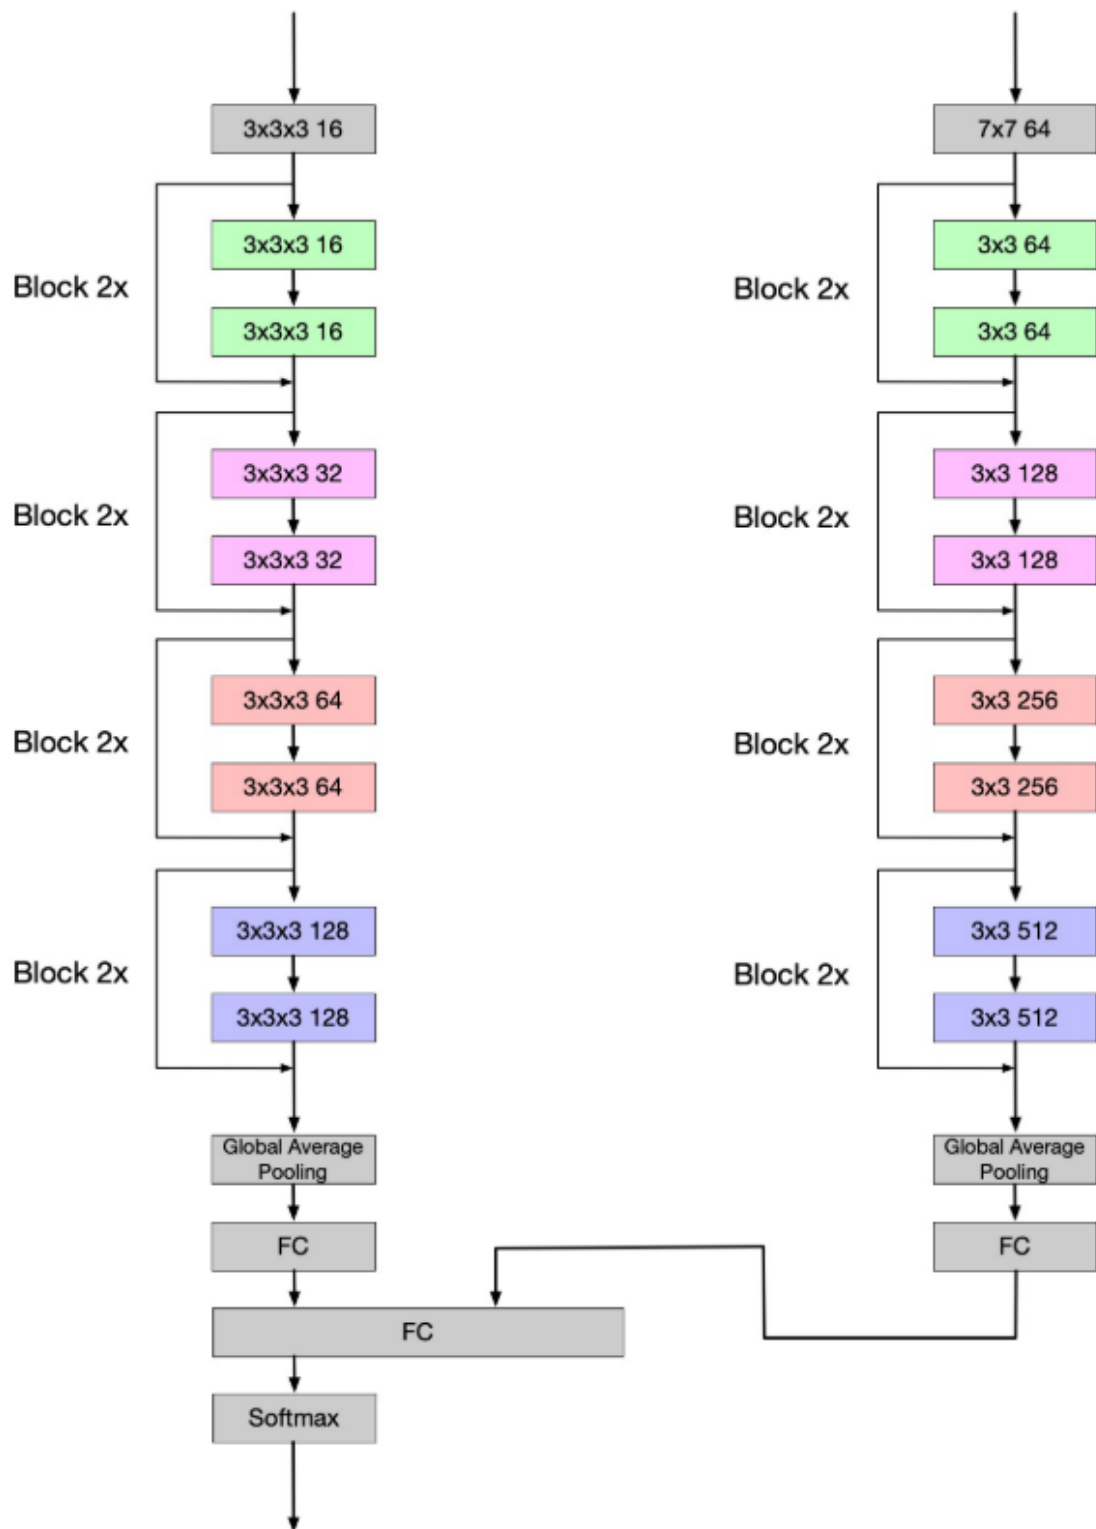 3x3x3 16
3x3x3 16
Block 2x
3x3x3 16
3x3x3 32
Block 2x
3x3x3 32
3x3x3 64
Block 2x
3x3x3 64
3x3x3 128
Block 2x
3x3x3 128
Global Average
Pooling
FC
7x7 64
3x3 64
Block 2x
3x3 64
3x3 128
Block 2x
3x3 128
3x3 256
Block 2x
3x3 256
3x3 512
Block 2x
3x3 512
Global Average
Pooling
FC
FC
Softmax